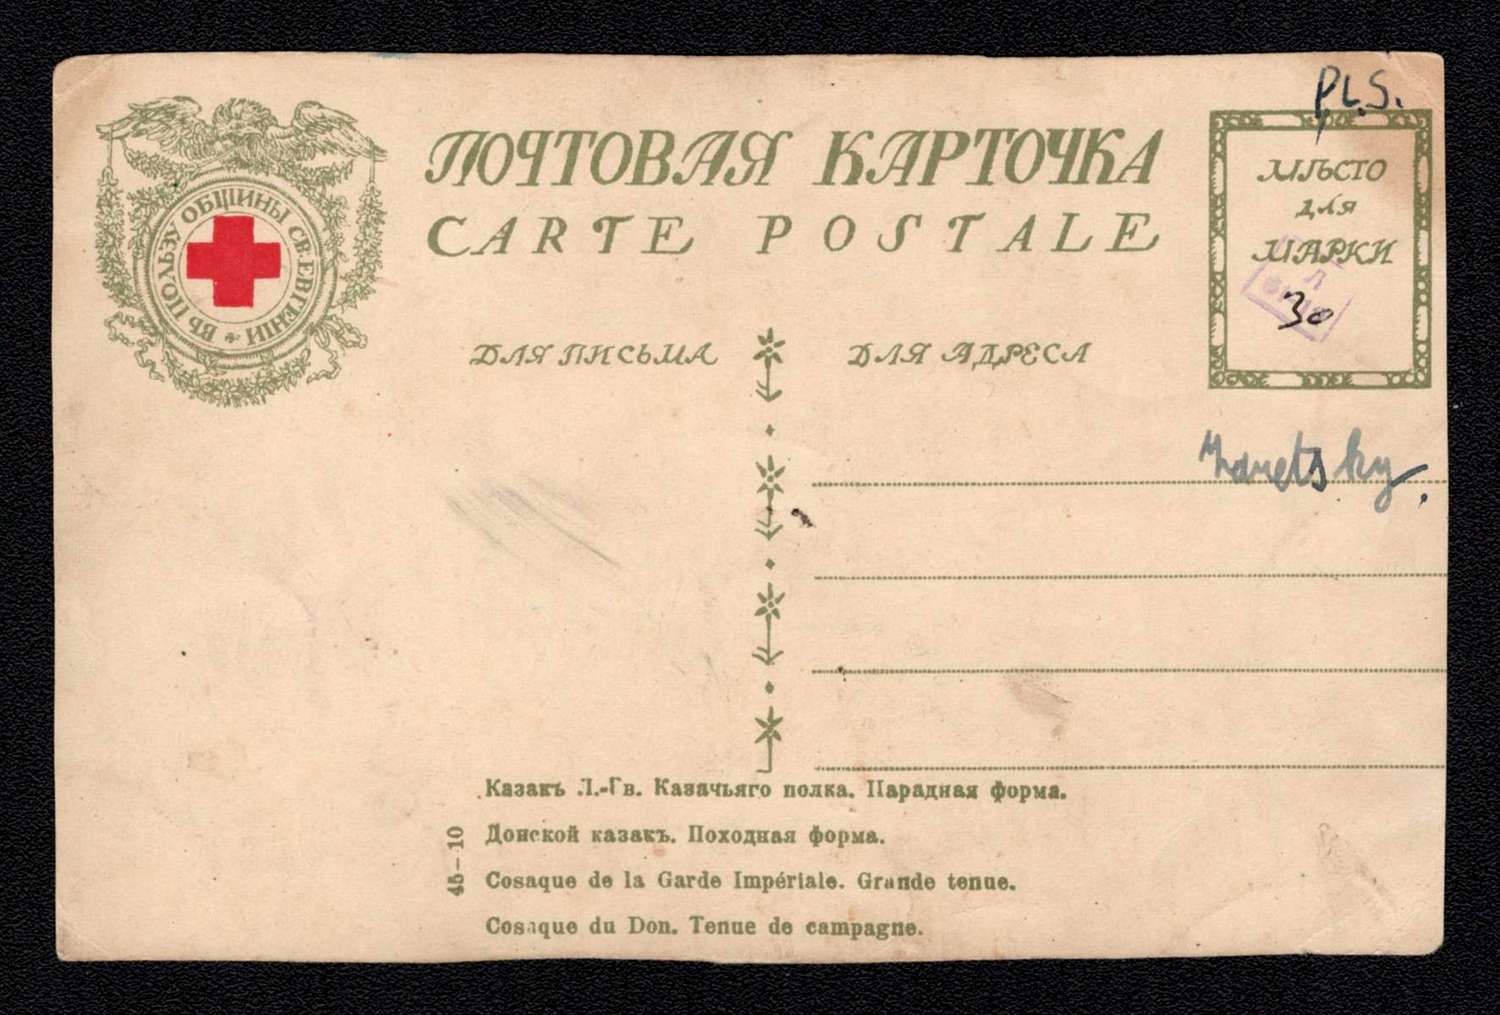 ВЪ ПОЛЬЗУ ОБЩИНЫ СВ. ЕВГЕНIИ
ПОЧТОВАЯ КАРТОЧКА
CARTE POSTALE
P.L.S.
МѢСТО
ДЛЯ
МАРКИ
30
ДЛЯ ПИСЬМА
ДЛЯ АДРЕСА
Zaretsky.
Казакъ Л.-Гв. Казачьяго полка. Парадная форма.
Донской казакъ. Походная форма.
45–10
Cosaque de la Garde Impériale. Grande tenue.
Cosaque du Don. Tenue de campagne.